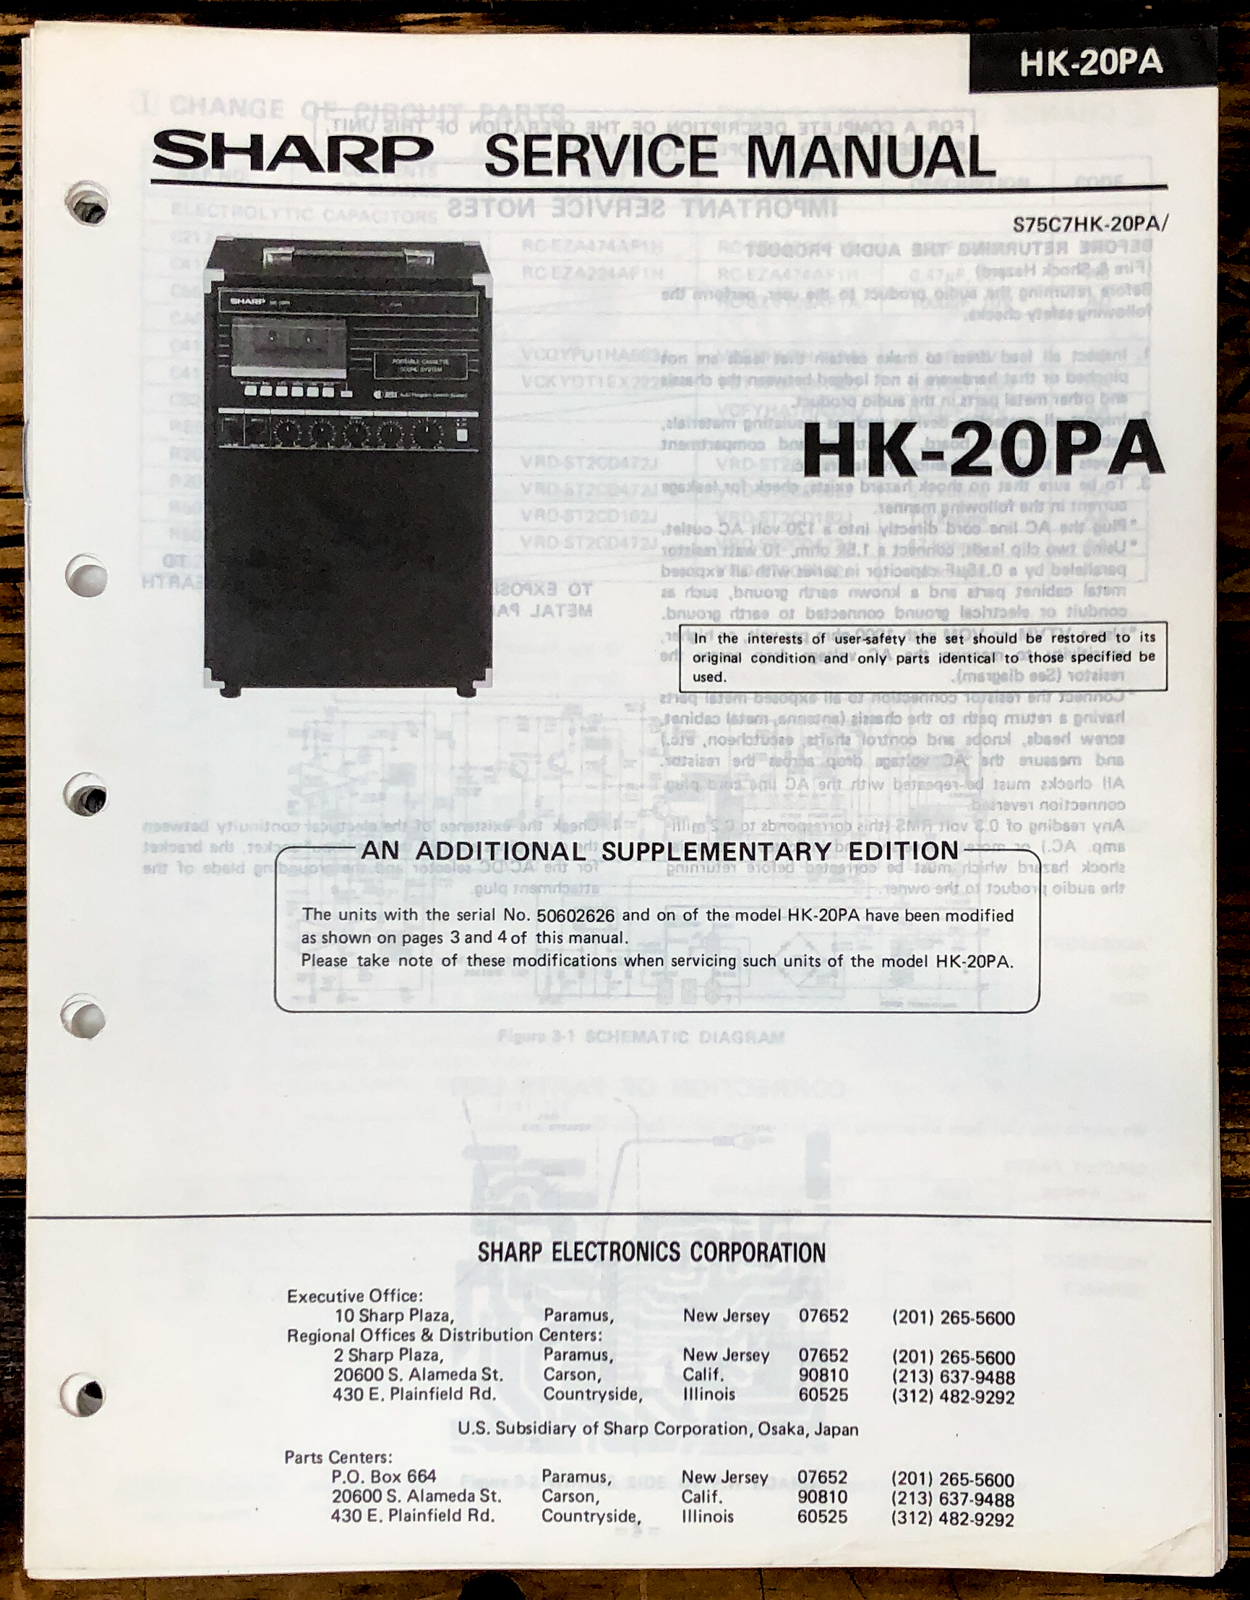 HK-20PA
SHARP SERVICE MANUAL
S75C7HK-20PA/
SHARP
PORTABLE CASSETTE
SOUND SYSTEM
HK-20PA
In the interests of user-safety the set should be restored to its
original condition and only parts identical to those specified be
used.
AN ADDITIONAL SUPPLEMENTARY EDITION
The units with the serial No. 50602626 and on of the model HK-20PA have been modified
as shown on pages 3 and 4 of this manual.
Please take note of these modifications when servicing such units of the model HK-20PA.
SHARP ELECTRONICS CORPORATION
Executive Office:
10 Sharp Plaza, Paramus, New Jersey 07652 (201) 265-5600
Regional Offices & Distribution Centers:
2 Sharp Plaza, Paramus, New Jersey 07652 (201) 265-5600
20600 S. Alameda St. Carson, Calif. 90810 (213) 637-9488
430 E. Plainfield Rd. Countryside, Illinois 60525 (312) 482-9292
U.S. Subsidiary of Sharp Corporation, Osaka, Japan
Parts Centers:
P.O. Box 664 Paramus, New Jersey 07652 (201) 265-5600
20600 S. Alameda St. Carson, Calif. 90810 (213) 637-9488
430 E. Plainfield Rd. Countryside, Illinois 60525 (312) 482-9292